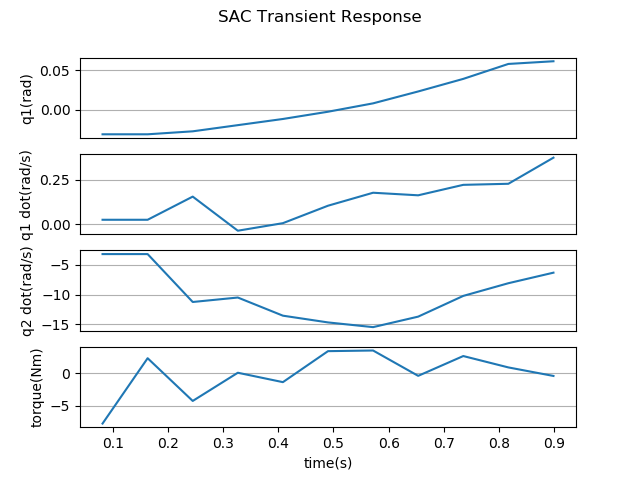 SAC Transient Response
q1(rad)
0.05
0.00
q1 dot(rad/s)
0.25
0.00
q2 dot(rad/s)
−5
−10
−15
torque(Nm)
0
−5
0.1 0.2 0.3 0.4 0.5 0.6 0.7 0.8 0.9
time(s)